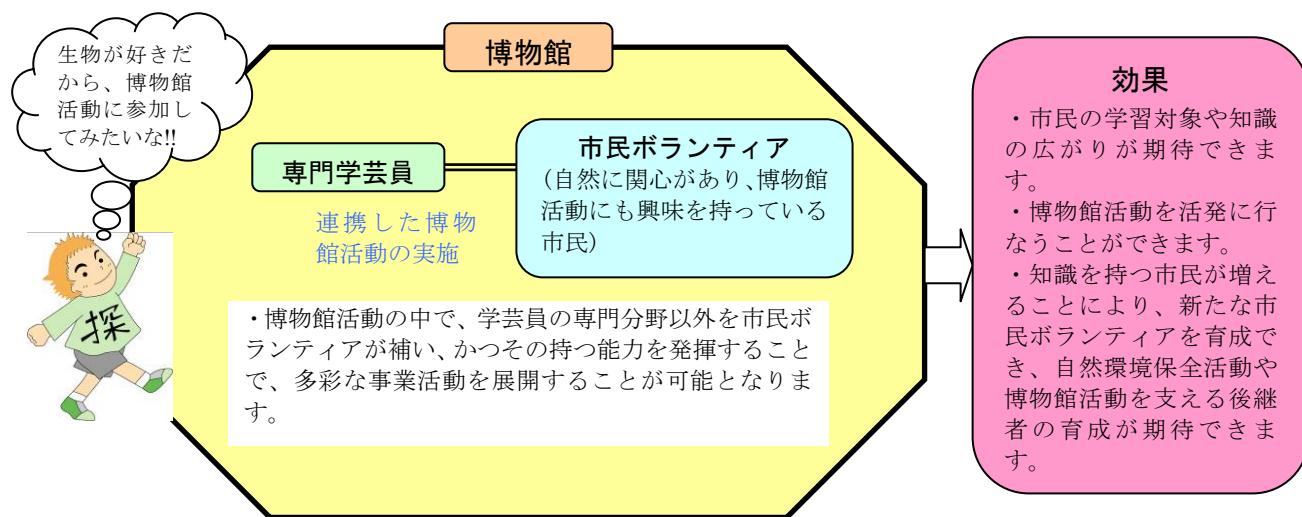 生物が好きだ
から、博物館
活動に参加し
てみたいな!!
博物館
専門学芸員
市民ボランティア
（自然に関心があり、博物館
活動にも興味を持っている
市民）
連携した博物
館活動の実施
・博物館活動の中で、学芸員の専門分野以外を市民ボ
ランティアが補い、かつその持つ能力を発揮すること
で、多彩な事業活動を展開することが可能となりま
す。
探
効果
・市民の学習対象や知識
の広がりが期待できま
す。
・博物館活動を活発に行
なうことができます。
・知識を持つ市民が増え
ることにより、新たな市
民ボランティアを育成で
き、自然環境保全活動や
博物館活動を支える後継
者の育成が期待できま
す。